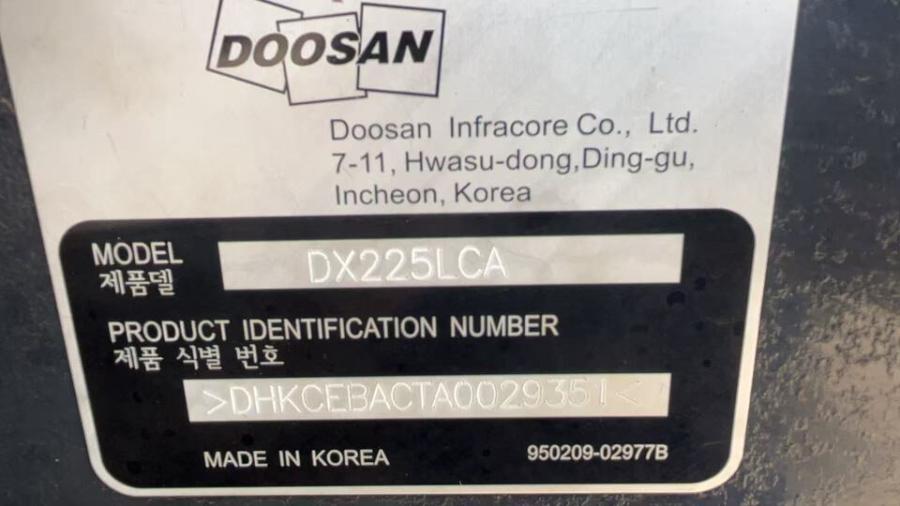 DOOSAN
Doosan Infracore Co., Ltd.
7-11, Hwasu-dong,Ding-gu,
Incheon, Korea
MODEL DX225LCA
제품델
PRODUCT IDENTIFICATION NUMBER
제품 식별 번호
>DHKCEBACTA0029351<
MADE IN KOREA 950209-02977B